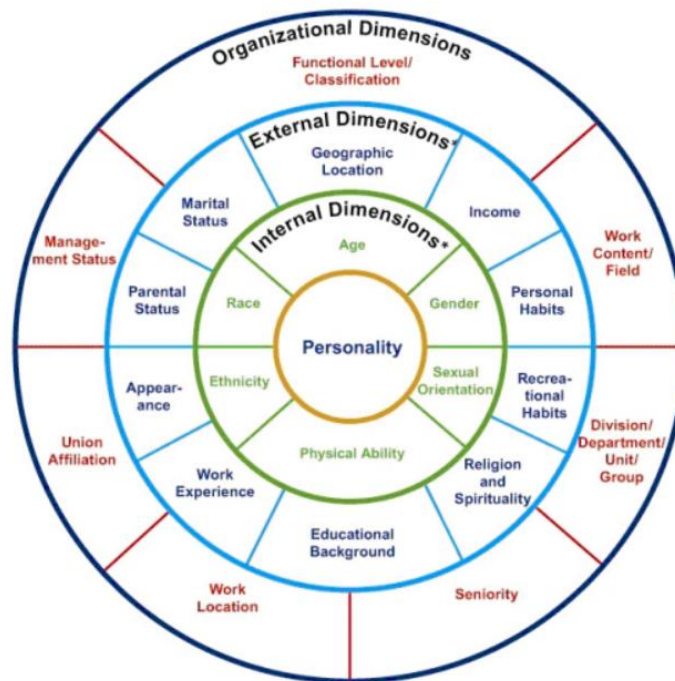 Organizational Dimensions
Functional Level/
Classification
External Dimensions*
Geographic
Location
Marital
Status
Income
Internal Dimensions*
Age
Manage-
ment Status
Work
Content/
Field
Parental
Status
Race
Gender
Personal
Habits
Personality
Appear-
ance
Ethnicity
Sexual
Orientation
Recrea-
tional
Habits
Union
Affiliation
Division/
Department/
Unit/
Group
Physical Ability
Work
Experience
Religion
and
Spirituality
Educational
Background
Work
Location
Seniority